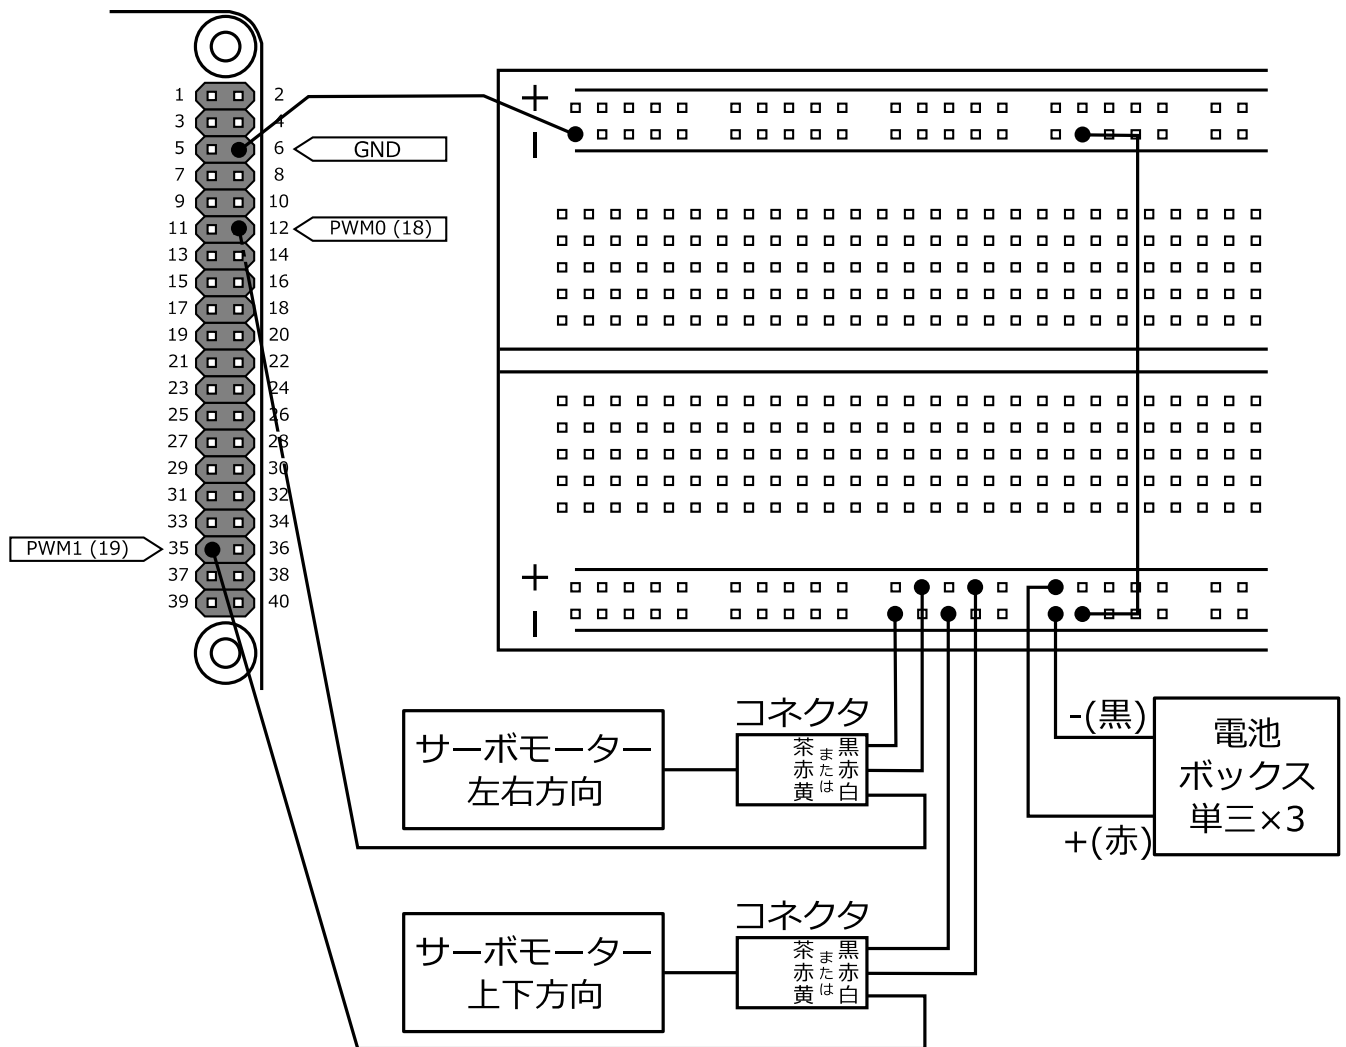 1 2
3 4
5 6
GND
7 8
9 10
11 12
PWM0 (18)
13 14
15 16
17 18
19 20
21 22
23 24
25 26
27 28
29 30
31 32
33 34
PWM1 (19)
35 36
37 38
39 40
+
-
+
-
コネクタ
サーボモーター
左右方向
茶 または 黒
赤 赤
黄 白
-(黒)
+(赤)
電池
ボックス
単三×3
コネクタ
サーボモーター
上下方向
茶 または 黒
赤 赤
黄 白